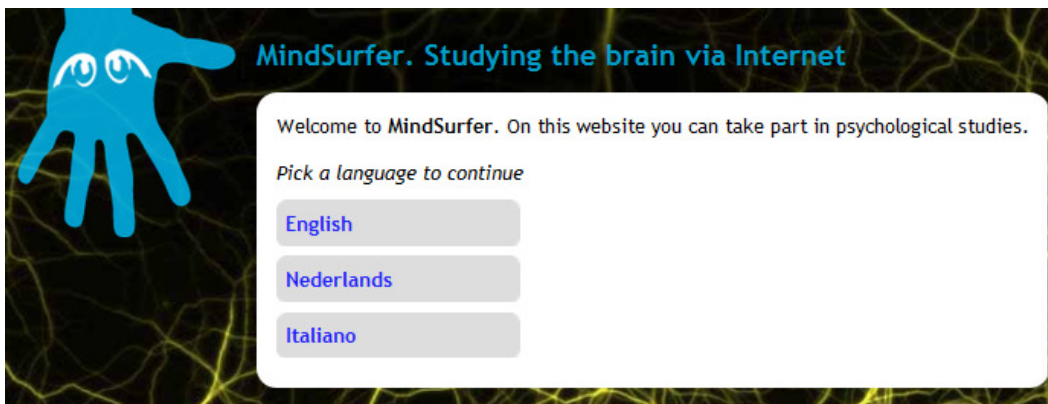 MindSurfer. Studying the brain via Internet
Welcome to MindSurfer. On this website you can take part in psychological studies.
Pick a language to continue
English
Nederlands
Italiano